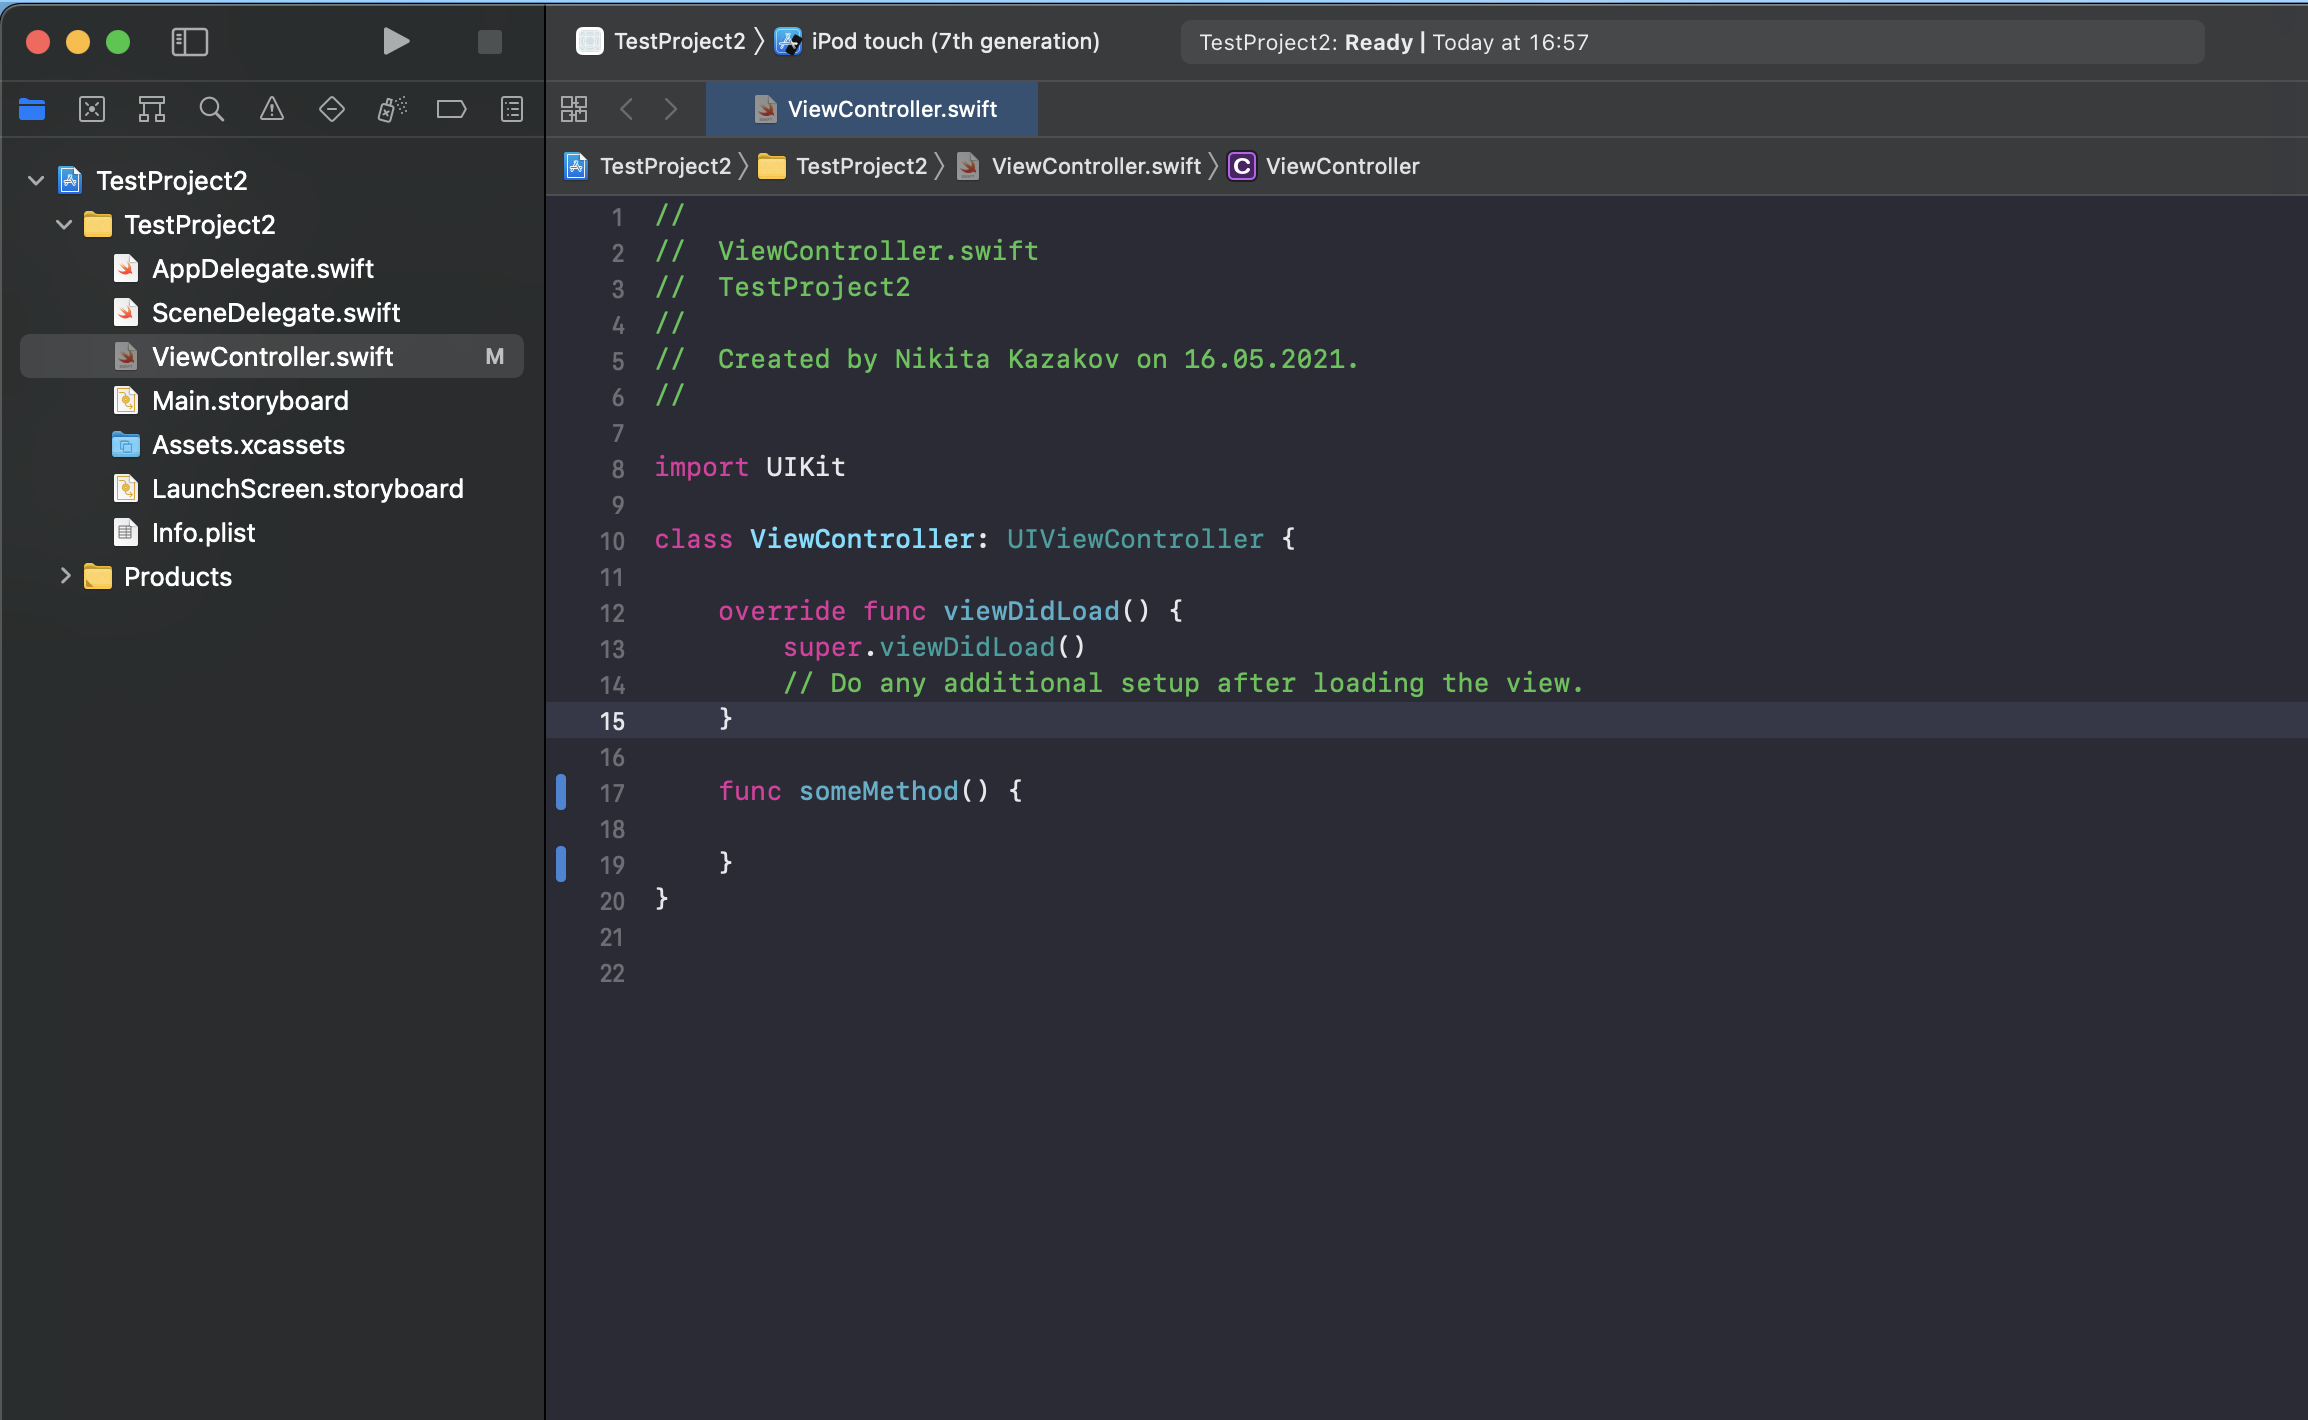 TestProject2 iPod touch (7th generation) TestProject2: Ready | Today at 16:57
ViewController.swift
TestProject2 TestProject2 ViewController.swift C ViewController
TestProject2
TestProject2
AppDelegate.swift
SceneDelegate.swift
ViewController.swift M
Main.storyboard
Assets.xcassets
LaunchScreen.storyboard
Info.plist
Products
1 //
2 //  ViewController.swift
3 //  TestProject2
4 //
5 //  Created by Nikita Kazakov on 16.05.2021.
6 //
7
8 import UIKit
9
10 class ViewController: UIViewController {
11
12     override func viewDidLoad() {
13         super.viewDidLoad()
14         // Do any additional setup after loading the view.
15     }
16
17     func someMethod() {
18
19     }
20 }
21
22